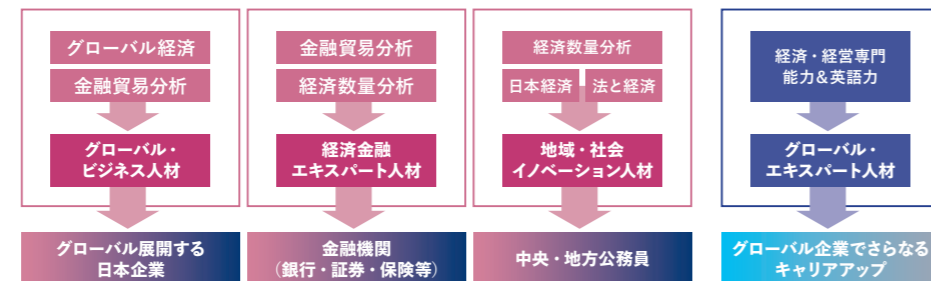 グローバル経済
金融貿易分析
グローバル・
ビジネス人材
グローバル展開する
日本企業
金融貿易分析
経済数量分析
経済金融
エキスパート人材
金融機関
（銀行・証券・保険等）
経済数量分析
日本経済
法と経済
地域・社会
イノベーション人材
中央・地方公務員
経済・経営専門
能力＆英語力
グローバル・
エキスパート人材
グローバル企業でさらなる
キャリアアップ